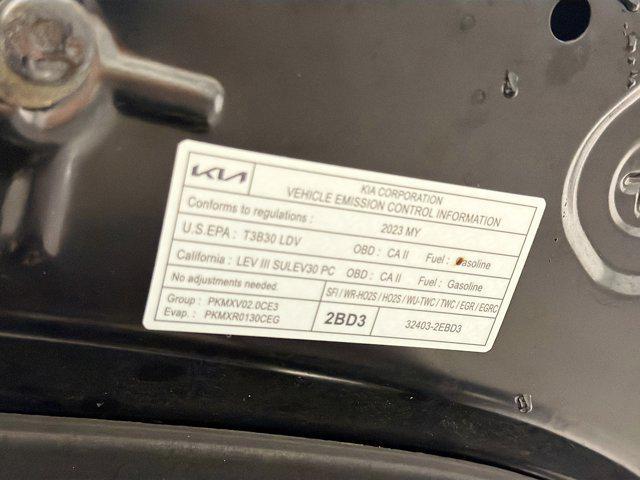 KIA
KIA CORPORATION
VEHICLE EMISSION CONTROL INFORMATION
Conforms to regulations : 2023 MY
U.S.EPA : T3B30 LDV OBD : CA II Fuel : Gasoline
California : LEV III SULEV30 PC OBD : CA II Fuel : Gasoline
No adjustments needed. SFI / WR-HO2S / HO2S / WU-TWC / TWC / EGR / EGRC
Group : PKMXV02.0CE3
Evap. : PKMXR0130CEG
2BD3
32403-2EBD3